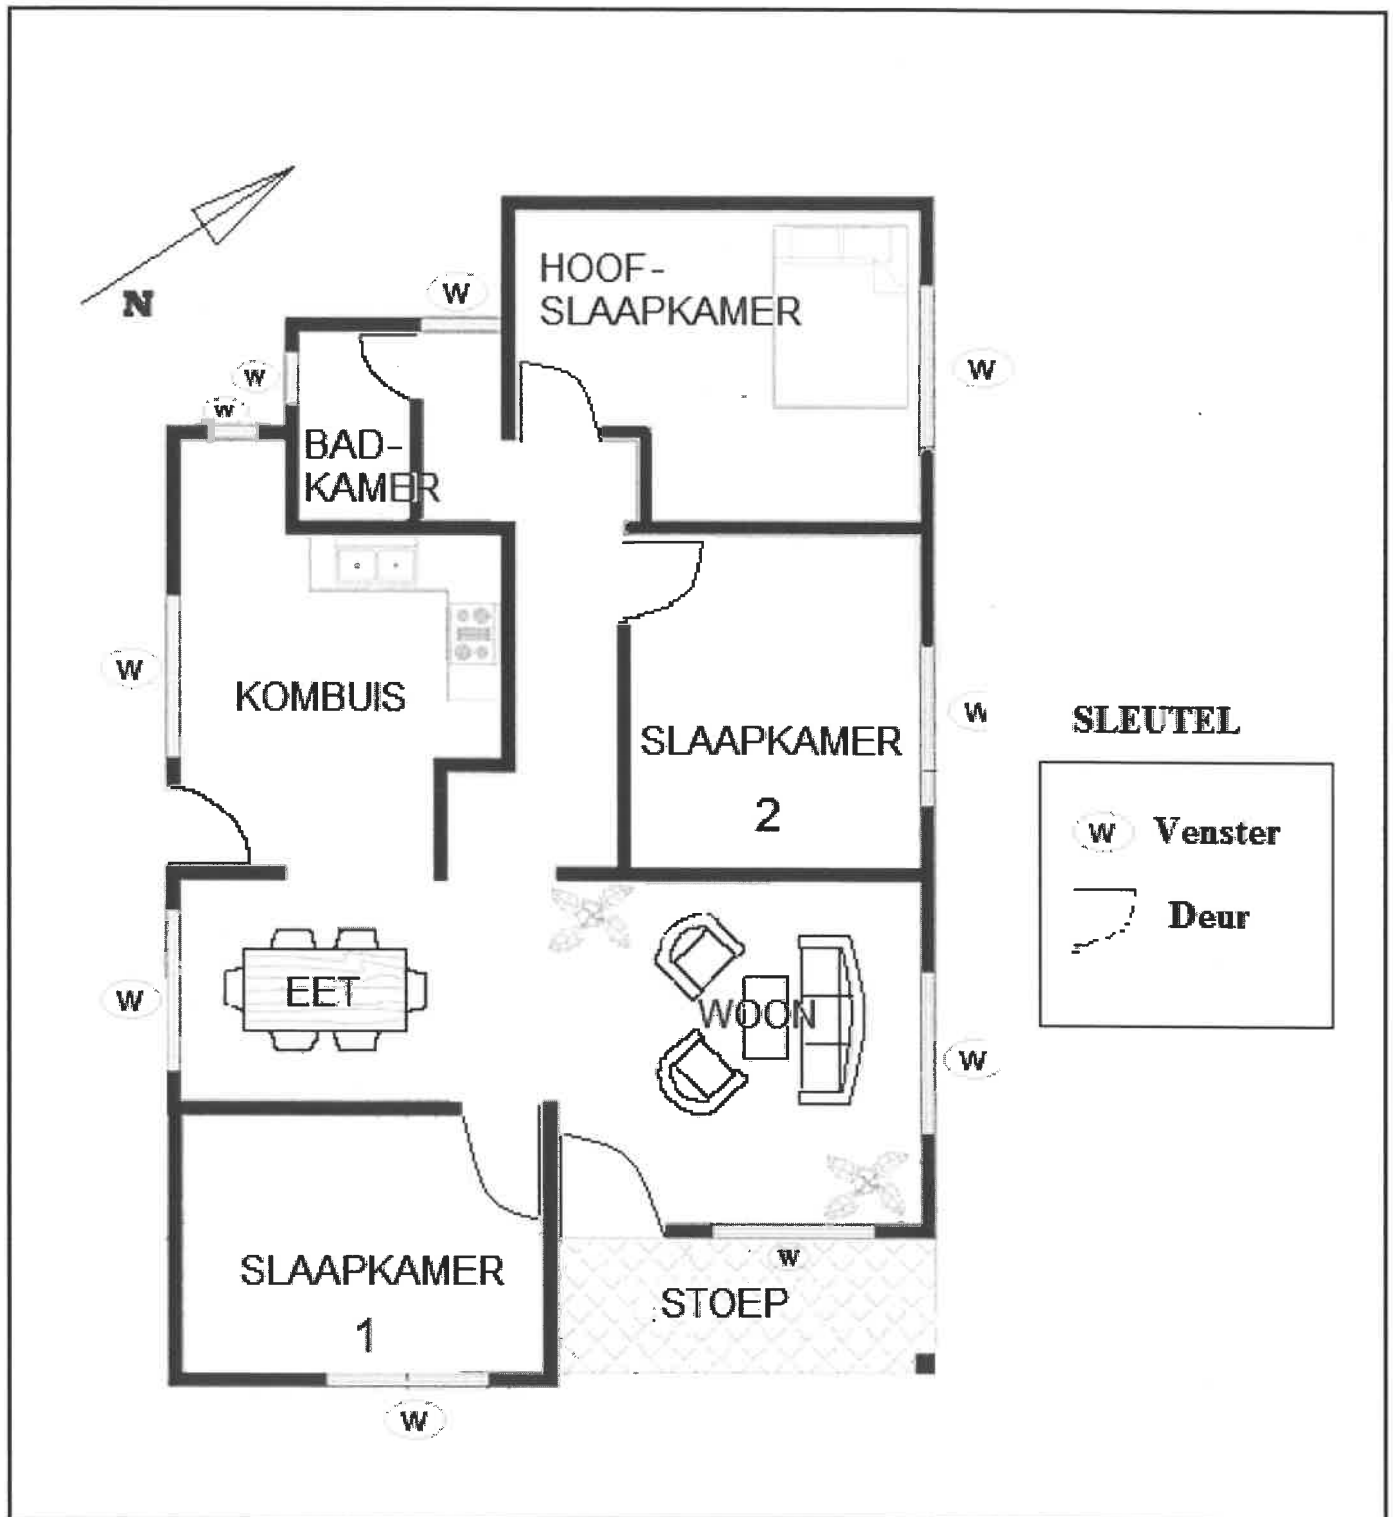 N
W
HOOF-
SLAAPKAMER
W
W
W
BAD-
KAMER
W
KOMBUIS
W
SLAAPKAMER
2
W
SLEUTEL
W Venster
Deur
EET
W
WOON
W
W
SLAAPKAMER
1
STOEP
W